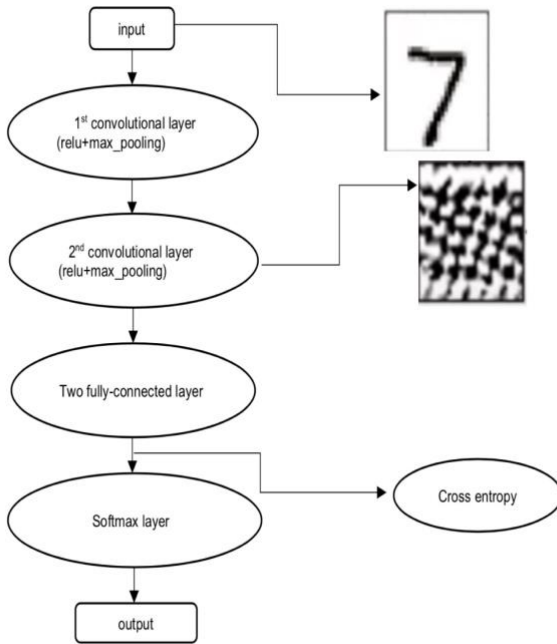 input
7
1st convolutional layer
(relu+max_pooling)
2nd convolutional layer
(relu+max_pooling)
Two fully-connected layer
Cross entropy
Softmax layer
output